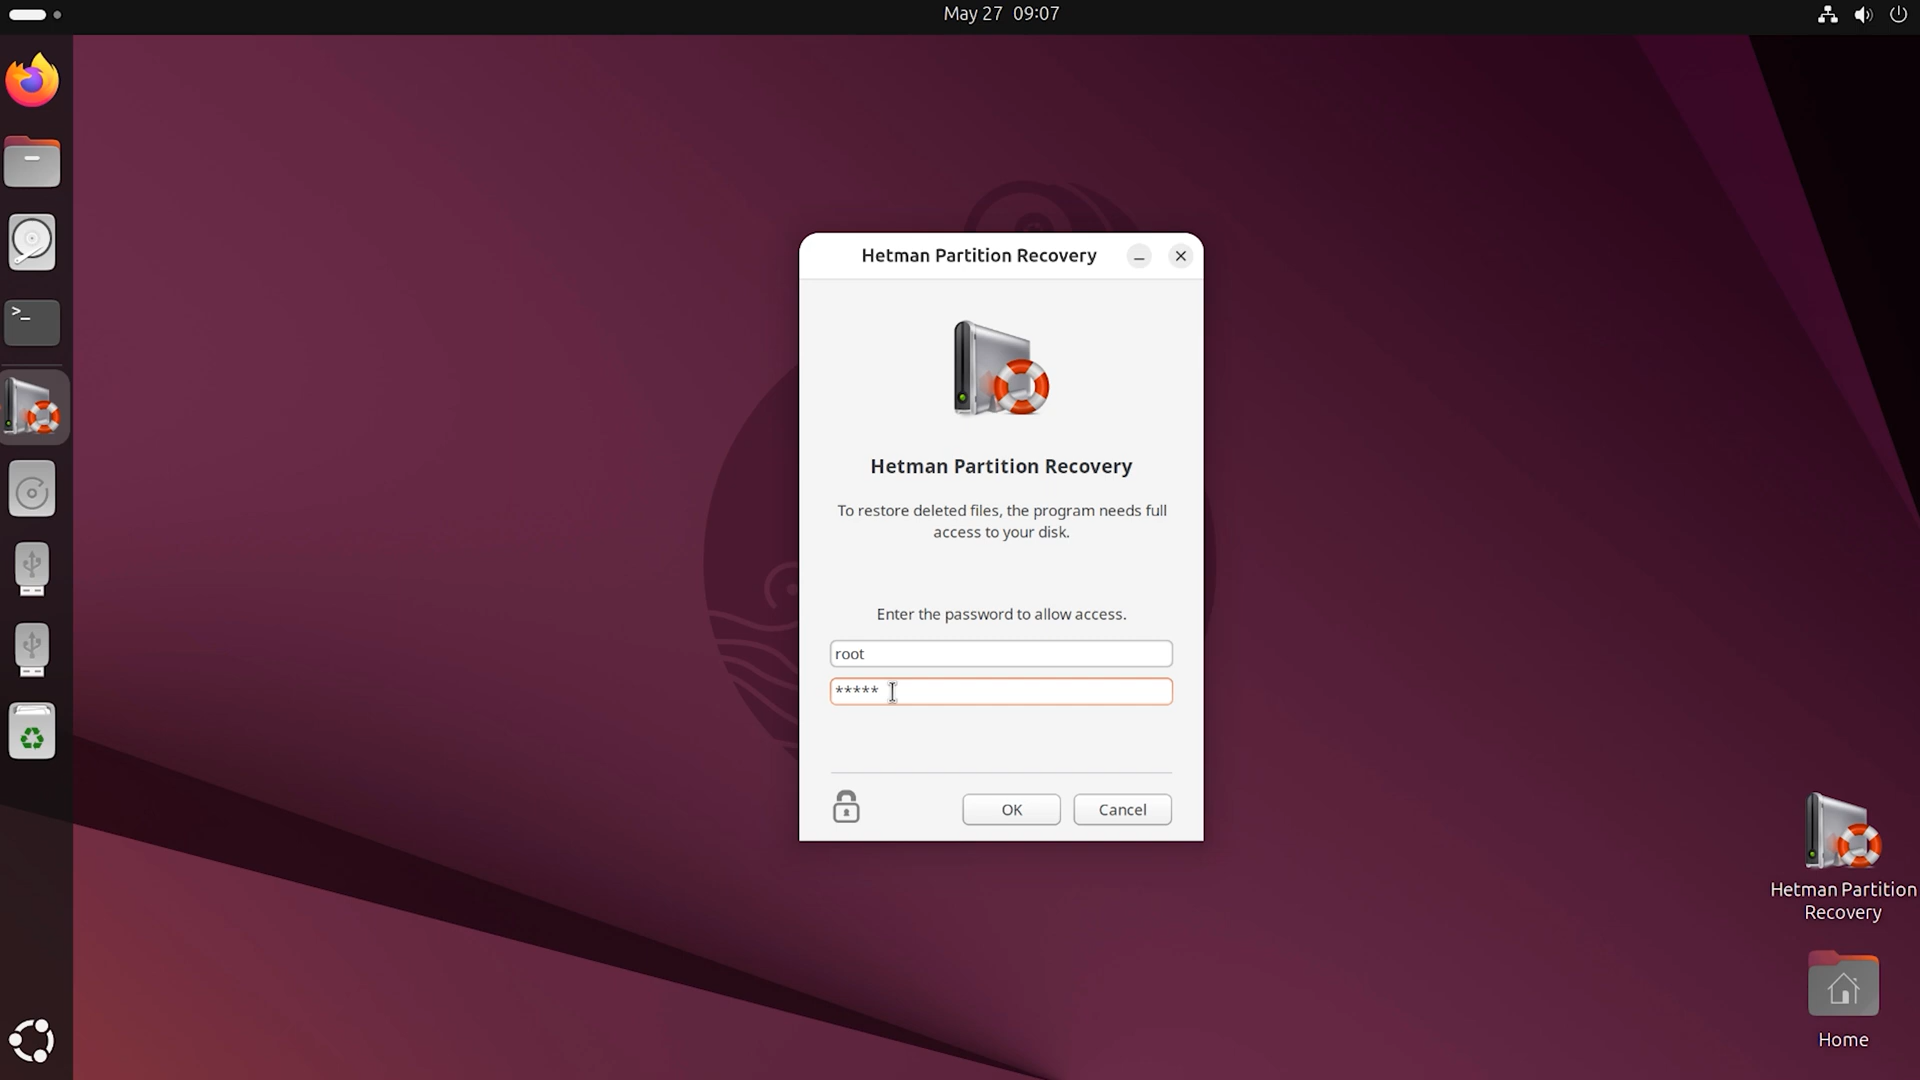 May 27 09:07
Hetman Partition Recovery
Hetman Partition Recovery
To restore deleted files, the program needs full
access to your disk.
Enter the password to allow access.
root
*****
OK
Cancel
Hetman Partition
Recovery
Home